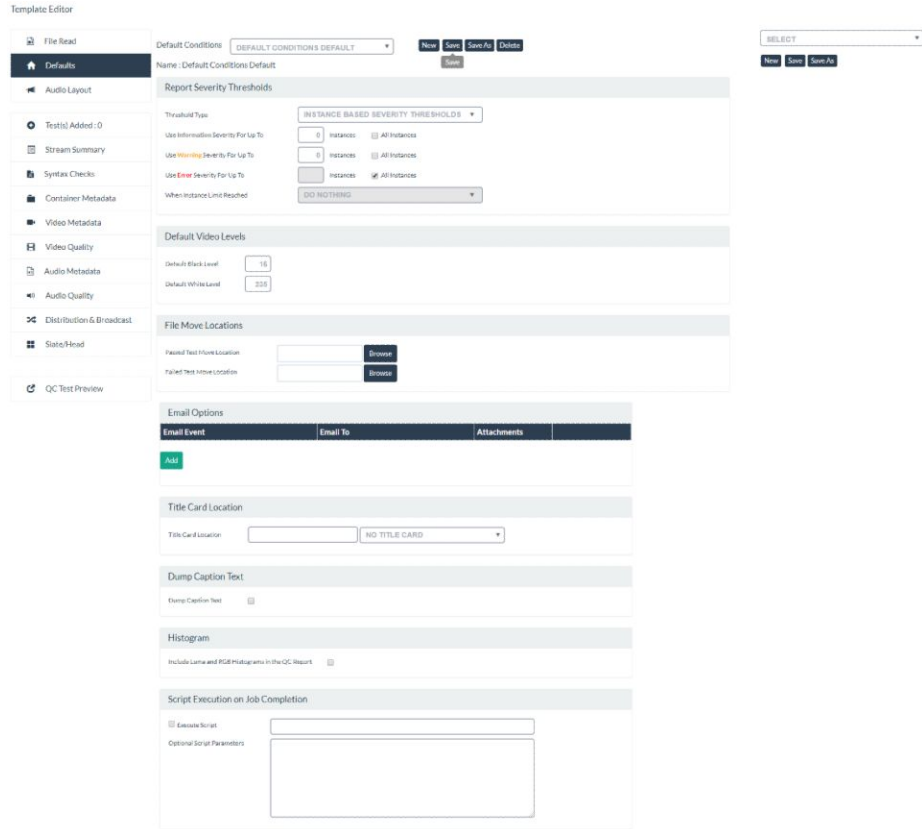 Template Editor
File Read
Defaults
Audio Layout
Test(s) Added : 0
Stream Summary
Syntax Checks
Container Metadata
Video Metadata
Video Quality
Audio Metadata
Audio Quality
Distribution & Broadcast
Slate/Head
QC Test Preview
Default Conditions DEFAULT CONDITIONS DEFAULT New Save Save As Delete
Save
Name : Default Conditions Default
SELECT
New Save Save As
Report Severity Thresholds
Threshold Type INSTANCE BASED SEVERITY THRESHOLDS
Use Informative Severity For Up To 0 Instances All Instances
Use Warning Severity For Up To 0 Instances All Instances
Use Error Severity For Up To Instances All Instances
When Instance Limit Reached DO NOTHING
Default Video Levels
Default Black Level 16
Default White Level 235
File Move Locations
Passed Test Move Location Browse
Failed Test Move Location Browse
Email Options
Email Event Email To Attachments
Add
Title Card Location
Title Card Location NO TITLE CARD
Dump Caption Text
Dump Caption Text
Histogram
Include Luma and RGB Histograms in the QC Report
Script Execution on Job Completion
Execute Script
Optional Script Parameters